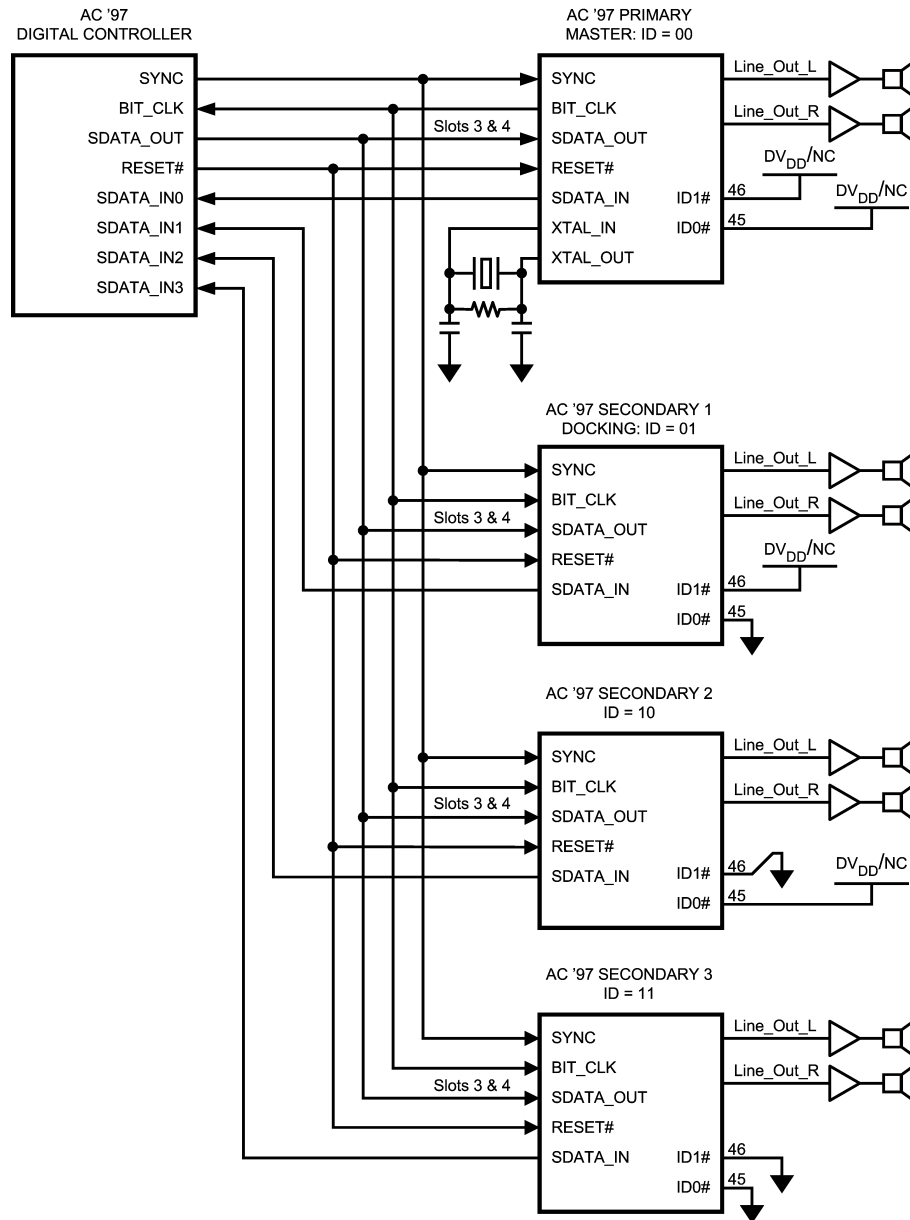 AC '97
DIGITAL CONTROLLER
SYNC
BIT_CLK
SDATA_OUT
RESET#
SDATA_IN0
SDATA_IN1
SDATA_IN2
SDATA_IN3
AC '97 PRIMARY
MASTER: ID = 00
SYNC
BIT_CLK
Slots 3 & 4
SDATA_OUT
RESET#
SDATA_IN
XTAL_IN
XTAL_OUT
ID1#
ID0#
46
45
Line_Out_L
Line_Out_R
DVDD/NC
DVDD/NC
AC '97 SECONDARY 1
DOCKING: ID = 01
SYNC
BIT_CLK
Slots 3 & 4
SDATA_OUT
RESET#
SDATA_IN
ID1#
ID0#
46
45
Line_Out_L
Line_Out_R
DVDD/NC
AC '97 SECONDARY 2
ID = 10
SYNC
BIT_CLK
Slots 3 & 4
SDATA_OUT
RESET#
SDATA_IN
ID1#
ID0#
46
45
Line_Out_L
Line_Out_R
DVDD/NC
AC '97 SECONDARY 3
ID = 11
SYNC
BIT_CLK
Slots 3 & 4
SDATA_OUT
RESET#
SDATA_IN
ID1#
ID0#
46
45
Line_Out_L
Line_Out_R